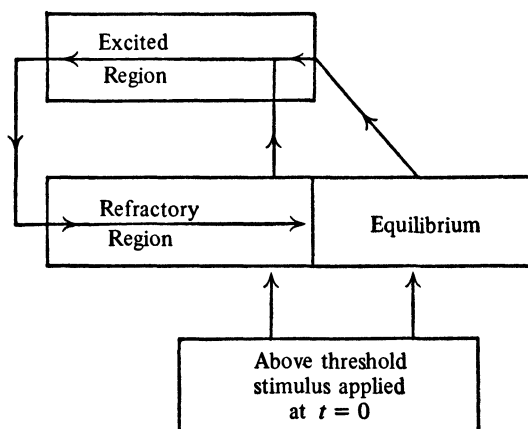 Excited
Region
Refractory
Region
Equilibrium
Above threshold
stimulus applied
at t = 0